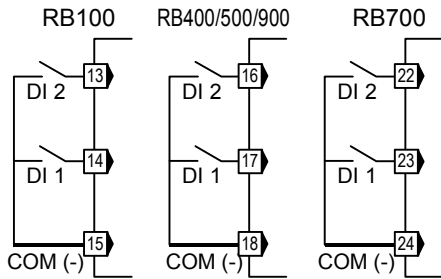 RB100 RB400/500/900 RB700
13 16 22
DI 2 DI 2 DI 2
14 17 23
DI 1 DI 1 DI 1
15 18 24
COM (-) COM (-) COM (-)